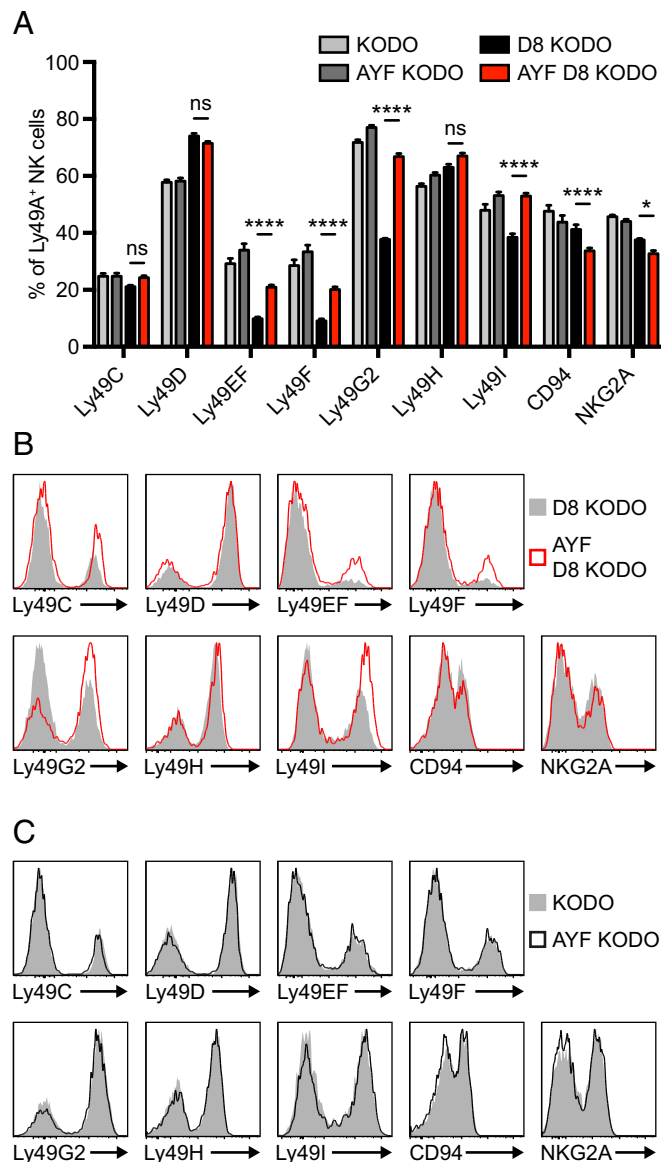 A
KODO
D8 KODO
AYF KODO
AYF D8 KODO
% of Ly49A⁺ NK cells
100
80
60
40
20
0
ns
ns
****
****
****
ns
****
****
*
Ly49C
Ly49D
Ly49EF
Ly49F
Ly49G2
Ly49H
Ly49I
CD94
NKG2A
B
D8 KODO
AYF
D8 KODO
Ly49C
Ly49D
Ly49EF
Ly49F
Ly49G2
Ly49H
Ly49I
CD94
NKG2A
C
KODO
AYF KODO
Ly49C
Ly49D
Ly49EF
Ly49F
Ly49G2
Ly49H
Ly49I
CD94
NKG2A